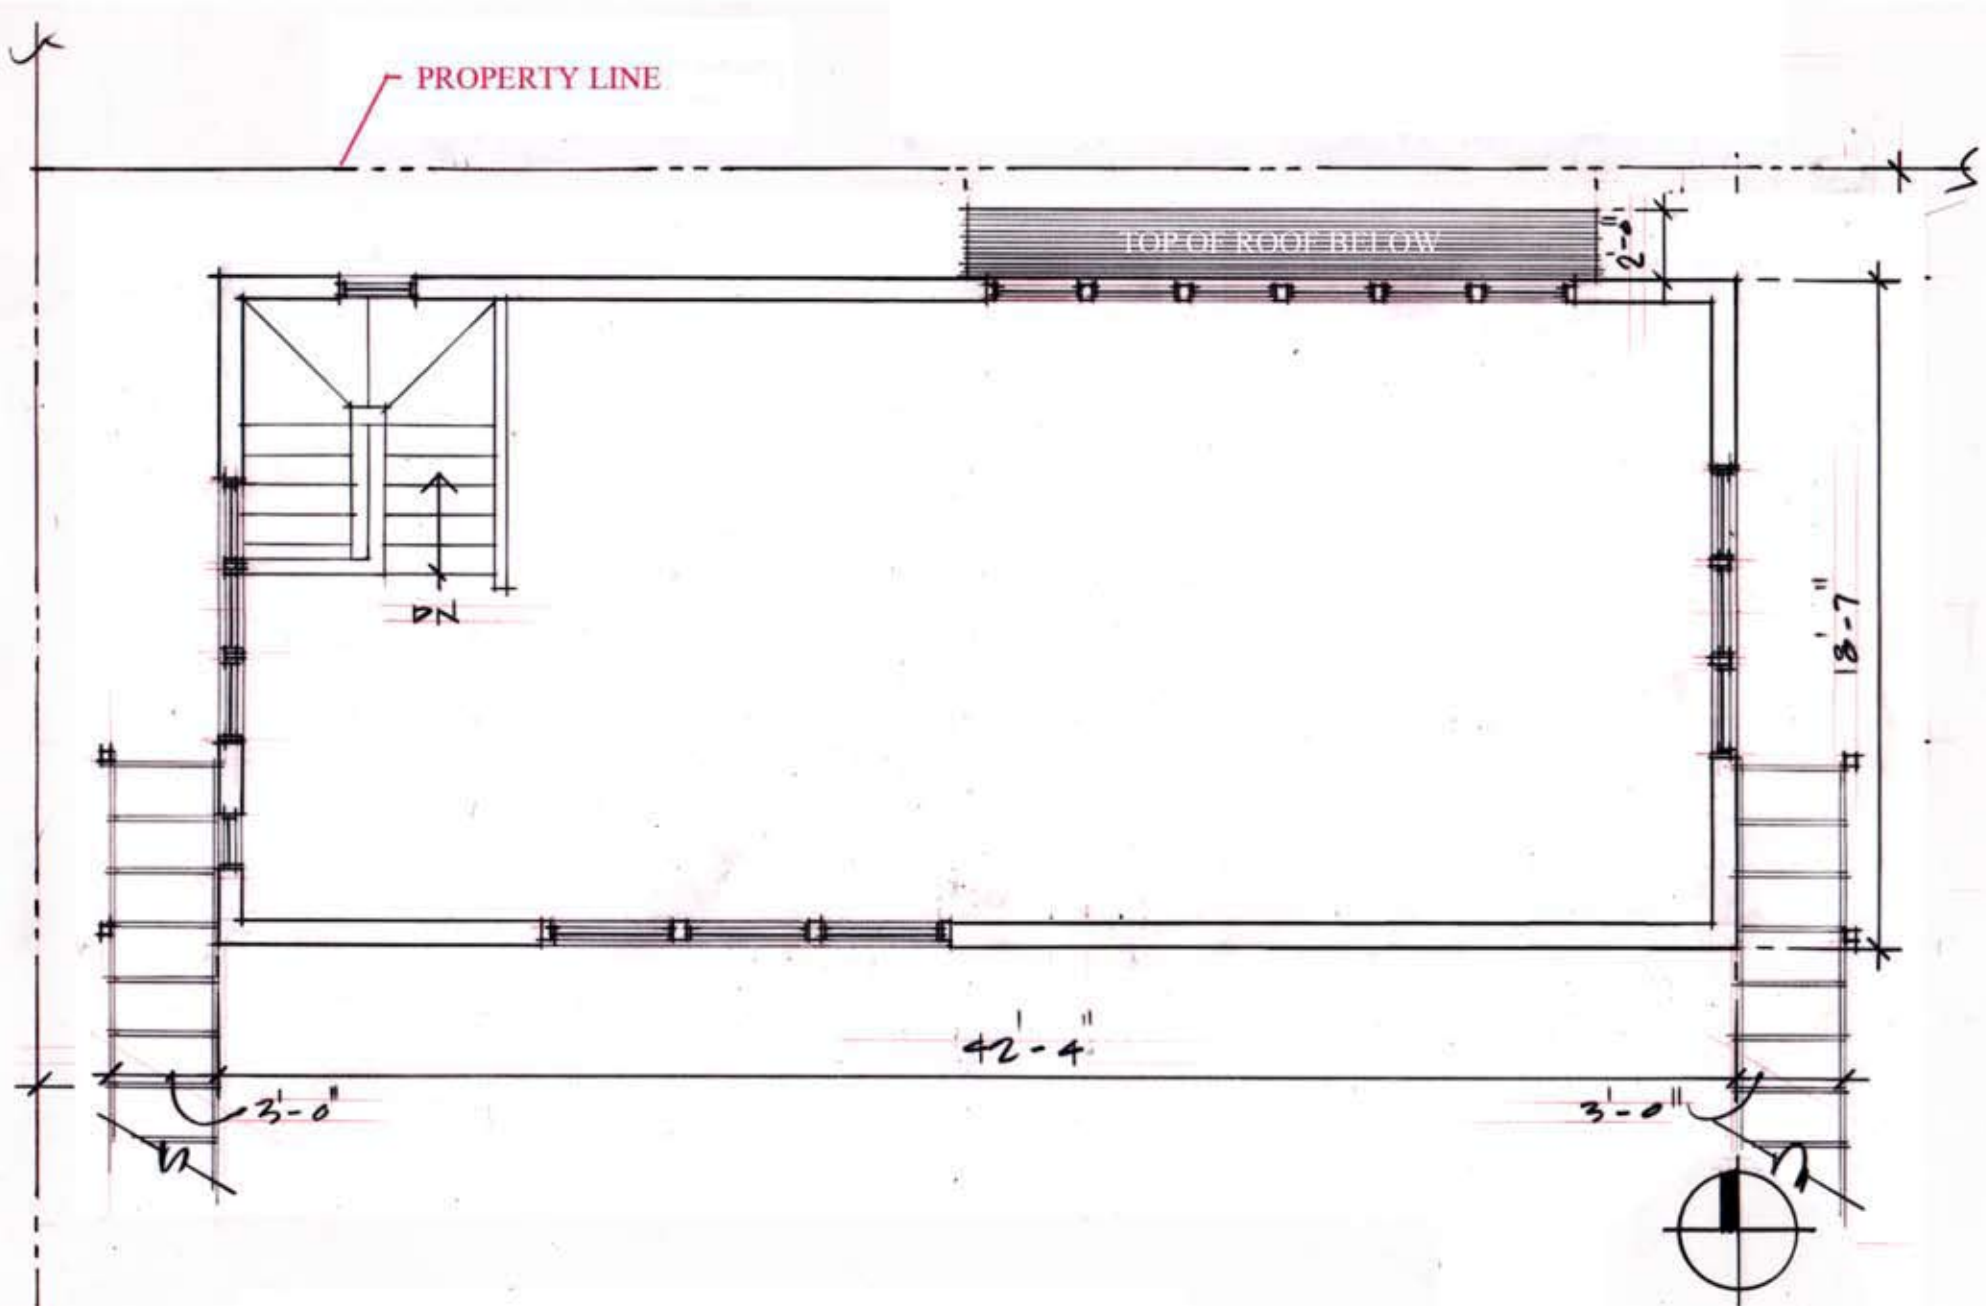 PROPERTY LINE
TOP OF ROOF BELOW
2'-0"
DN
18'-7"
42'-4"
3'-0"
3'-0"